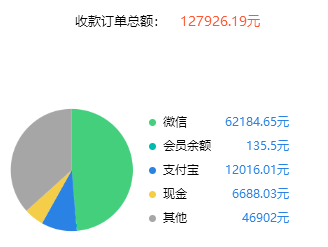 收款订单总额： 127926.19元
微信 62184.65元
会员余额 135.5元
支付宝 12016.01元
现金 6688.03元
其他 46902元